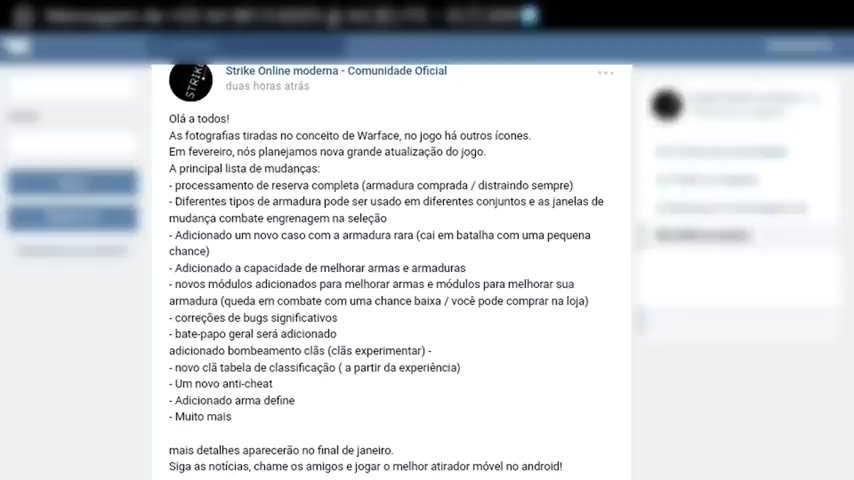 STRIKE
Strike Online moderna - Comunidade Oficial
duas horas atrás
Olá a todos!
As fotografias tiradas no conceito de Warface, no jogo há outros ícones.
Em fevereiro, nós planejamos nova grande atualização do jogo.
A principal lista de mudanças:
- processamento de reserva completa (armadura comprada / distraindo sempre)
- Diferentes tipos de armadura pode ser usado em diferentes conjuntos e as janelas de
mudança combate engrenagem na seleção
- Adicionado um novo caso com a armadura rara (cai em batalha com uma pequena
chance)
- Adicionado a capacidade de melhorar armas e armaduras
- novos módulos adicionados para melhorar armas e módulos para melhorar sua
armadura (queda em combate com uma chance baixa / você pode comprar na loja)
- correções de bugs significativos
- bate-papo geral será adicionado
adicionado bombeamento clãs (clãs experimentar) -
- novo clã tabela de classificação ( a partir da experiência)
- Um novo anti-cheat
- Adicionado arma define
- Muito mais
mais detalhes aparecerão no final de janeiro.
Siga as notícias, chame os amigos e jogar o melhor atirador móvel no android!